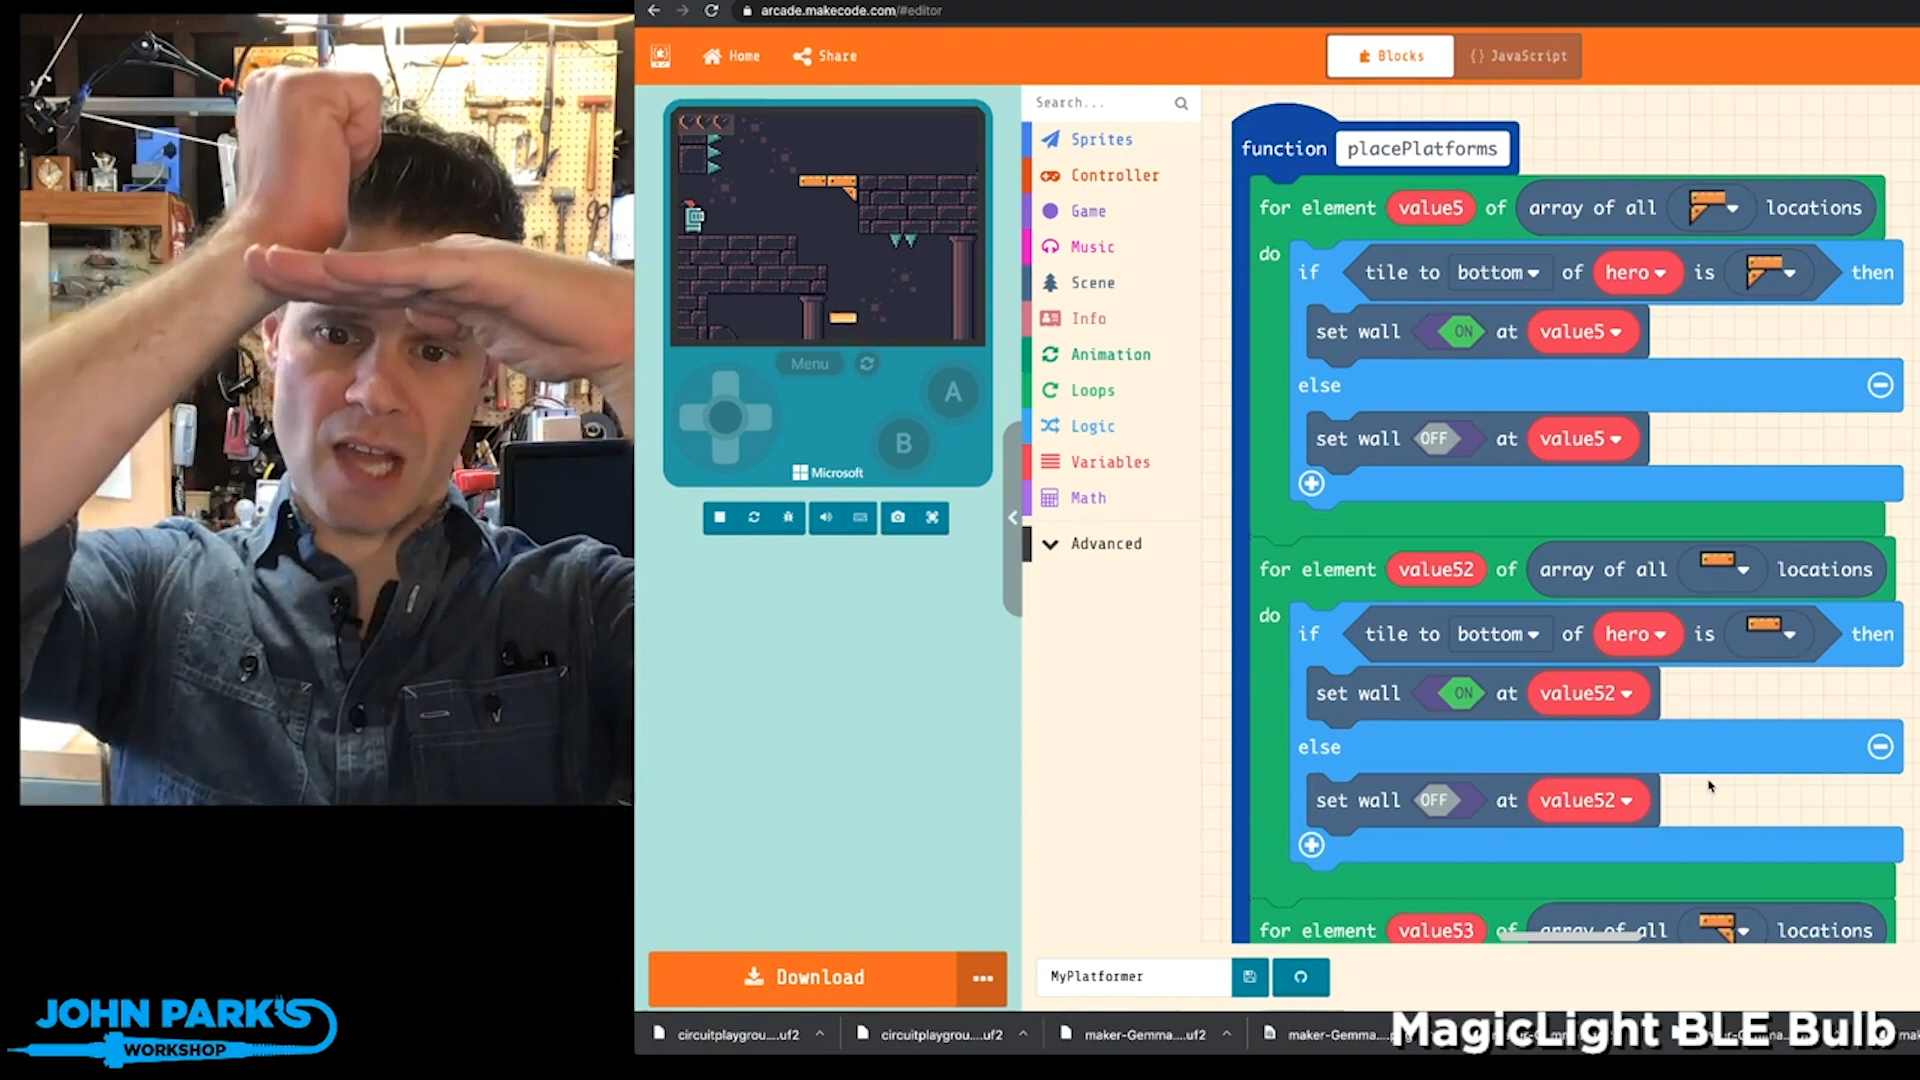 arcade.makecode.com/#editor
Home
Share
Blocks
{} JavaScript
Search...
Sprites
Controller
Game
Music
Scene
Info
Animation
Loops
Logic
Variables
Math
Advanced
Menu
A
B
Microsoft
function placePlatforms
for element value5 of array of all locations
do if tile to bottom of hero is then
set wall ON at value5
else
set wall OFF at value5
for element value52 of array of all locations
do if tile to bottom of hero is then
set wall ON at value52
else
set wall OFF at value52
for element value53 of array of all locations
Download
MyPlatformer
circuitplaygrou....uf2
circuitplaygrou....uf2
maker-Gemma....uf2
MagicLight BLE Bulb
JOHN PARK'S
WORKSHOP